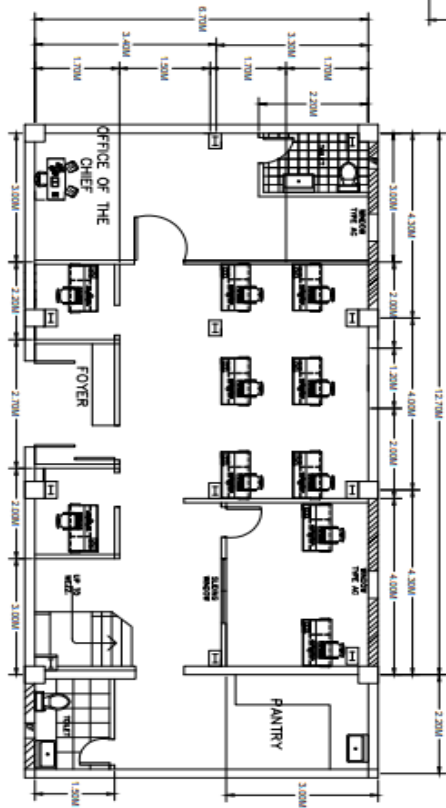 12.70M
4.30M
4.00M
4.30M
2.20M
3.00M
2.00M
1.20M
2.00M
4.00M
6.70M
3.40M
3.30M
1.70M
1.50M
1.70M
1.70M
2.20M
WINDOW
TYPE AC
WINDOW
TYPE AC
OFFICE OF THE
CHIEF
FOYER
SLIDING
WINDOW
UP TO
PANTRY
TOILET
3.00M
1.50M
3.00M
2.20M
2.70M
2.00M
3.00M